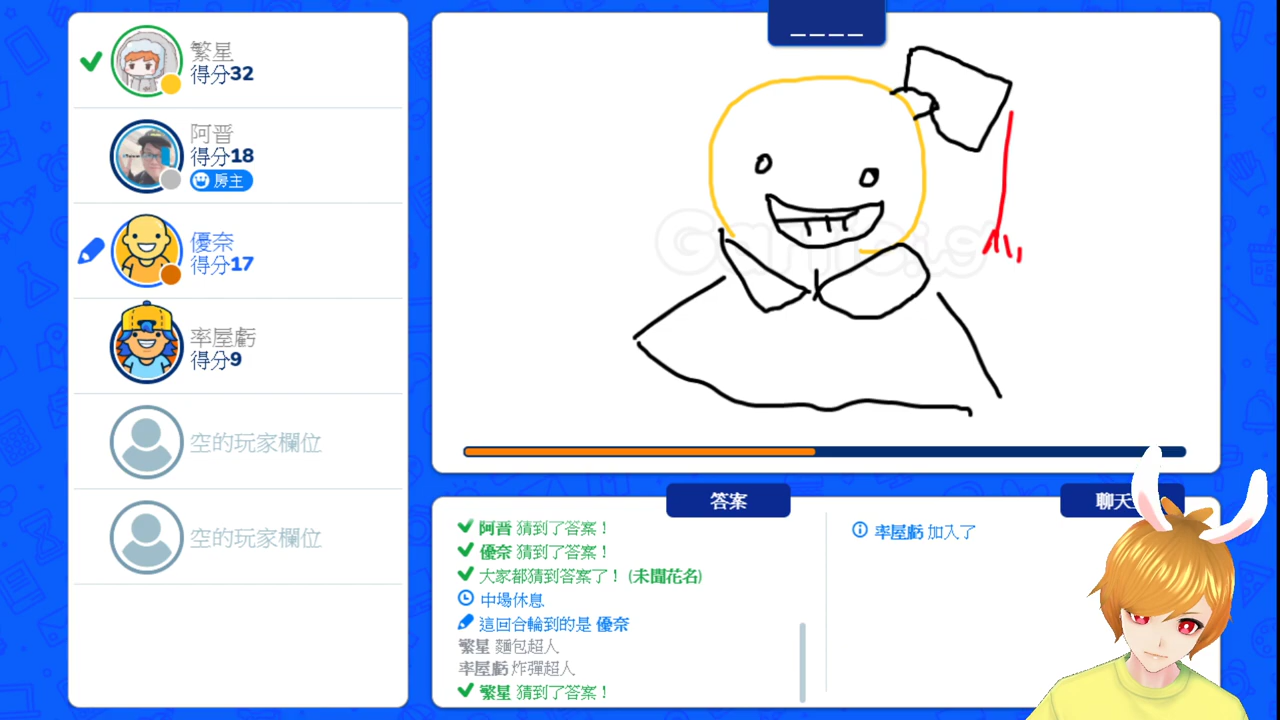 繁星
得分32
阿晋
得分18
房主
優奈
得分17
率屋虧
得分9
空的玩家欄位
空的玩家欄位
答案
阿晋 猜到了答案！
優奈 猜到了答案！
大家都猜到答案了！ (未聞花名)
中場休息
這回合輪到的是 優奈
繁星 麵包超人
率屋虧 炸彈超人
繁星 猜到了答案！
聊天
率屋虧 加入了